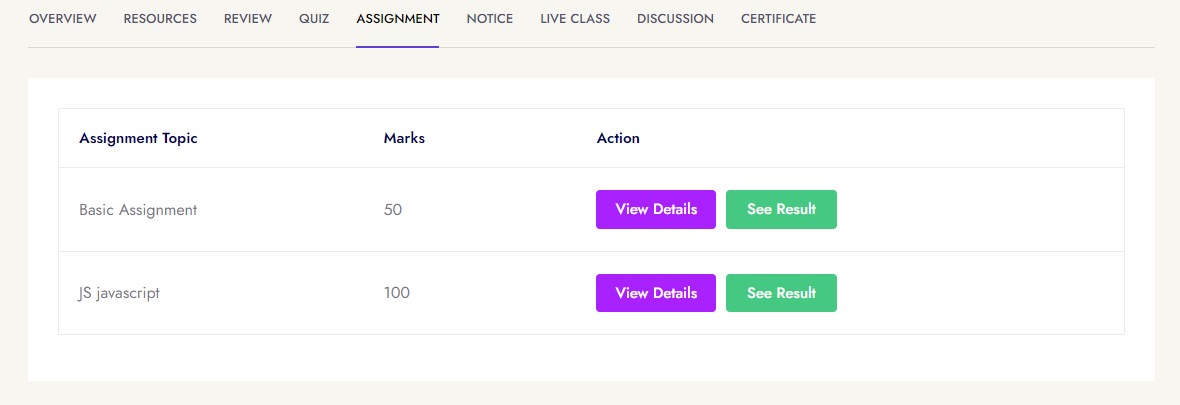 OVERVIEW RESOURCES REVIEW QUIZ ASSIGNMENT NOTICE LIVE CLASS DISCUSSION CERTIFICATE
Assignment Topic Marks Action
Basic Assignment 50 View Details See Result
JS javascript 100 View Details See Result